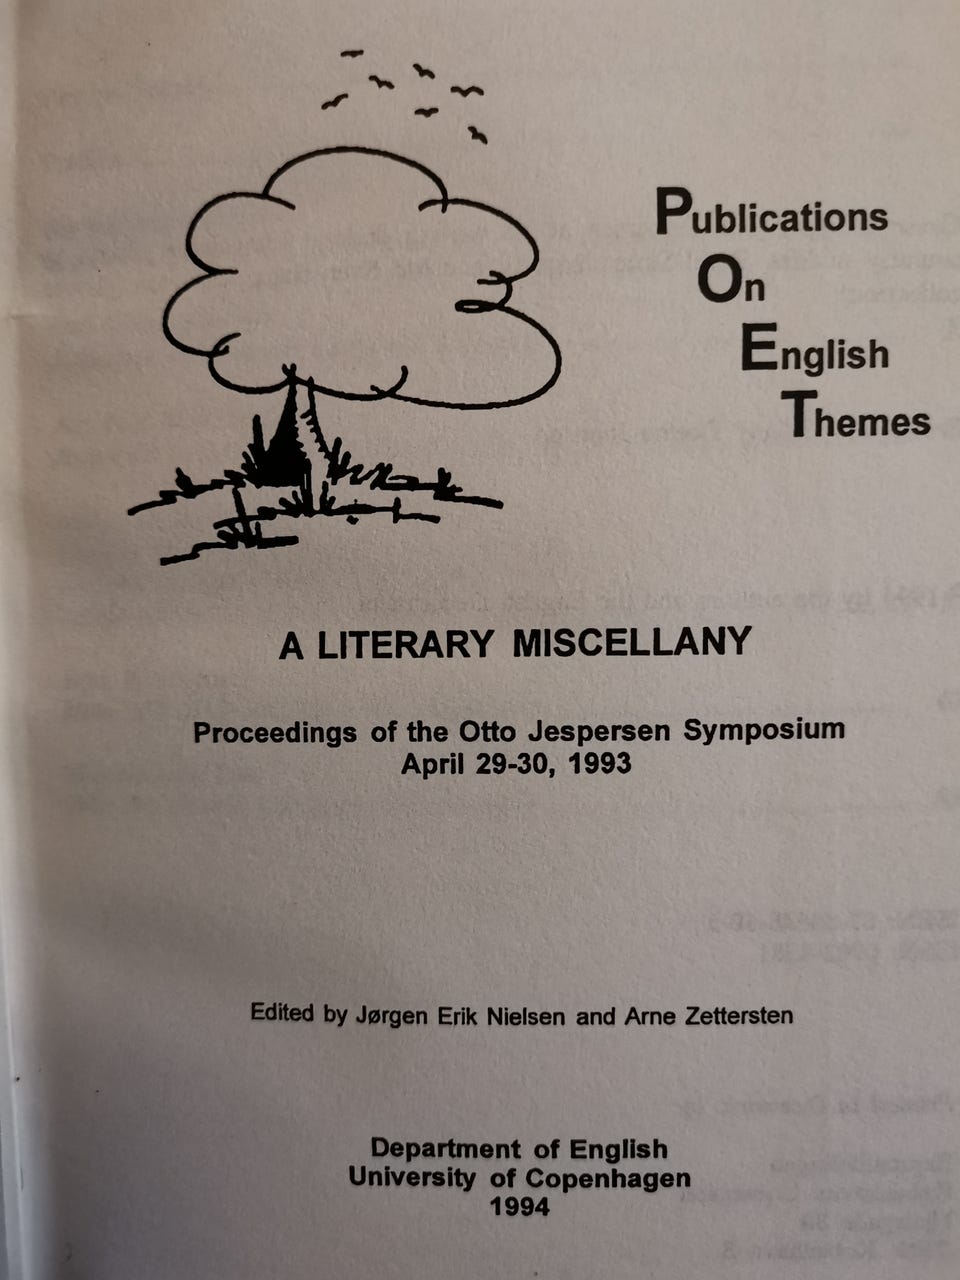 Publications
On
English
Themes
A LITERARY MISCELLANY
Proceedings of the Otto Jespersen Symposium
April 29-30, 1993
Edited by Jørgen Erik Nielsen and Arne Zettersten
Department of English
University of Copenhagen
1994